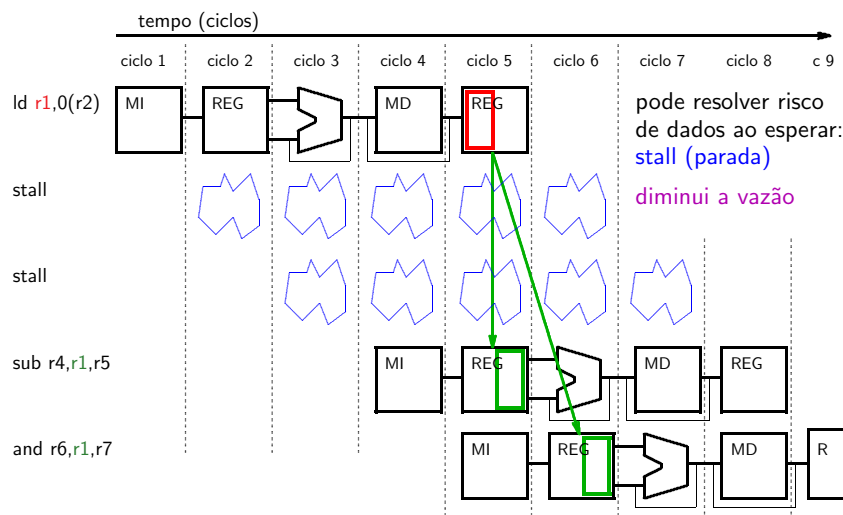 tempo (ciclos)
ciclo 1 ciclo 2 ciclo 3 ciclo 4 ciclo 5 ciclo 6 ciclo 7 ciclo 8 c 9
ld r1,0(r2) MI REG MD REG
pode resolver risco
de dados ao esperar:
stall (parada)
diminui a vazão
stall
stall
sub r4,r1,r5 MI REG MD REG
and r6,r1,r7 MI REG MD R